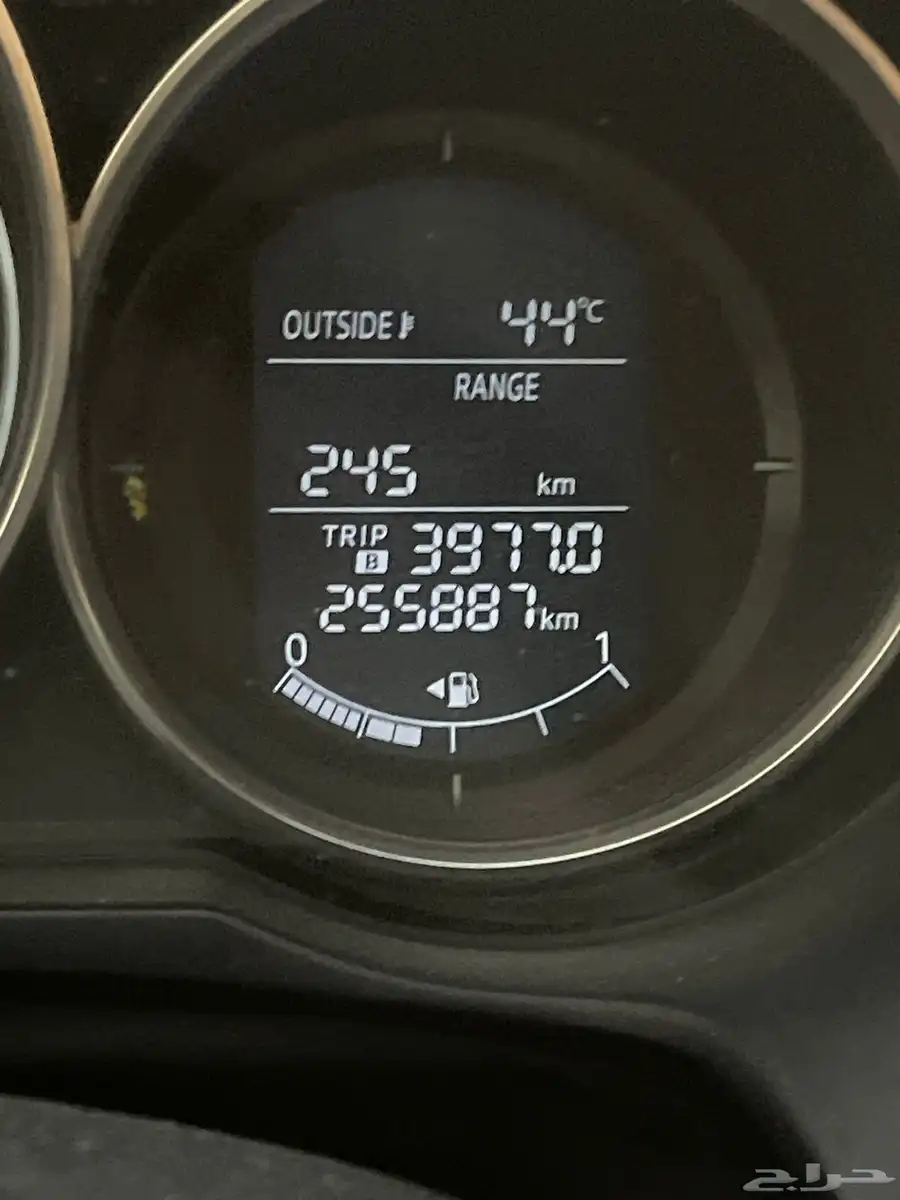 OUTSIDE 44°C
RANGE
245 km
TRIP B 3977.0
255887 km
0 1
حراج